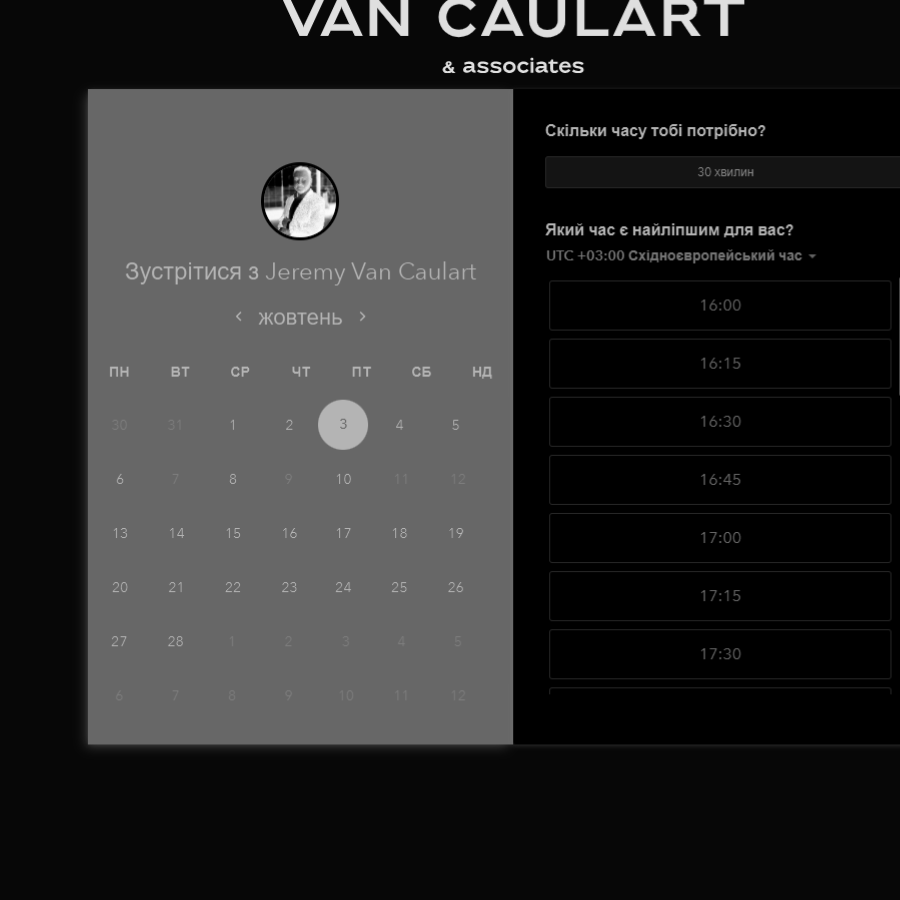 VAN CAULART
& associates
Зустрітися з Jeremy Van Caulart
жовтень
ПН ВТ СР ЧТ ПТ СБ НД
30 31 1 2 3 4 5
6 7 8 9 10 11 12
13 14 15 16 17 18 19
20 21 22 23 24 25 26
27 28 1 2 3 4 5
6 7 8 9 10 11 12
Скільки часу тобі потрібно?
30 хвилин
Який час є найліпшим для вас?
UTC +03:00 Східноєвропейський час
16:00
16:15
16:30
16:45
17:00
17:15
17:30